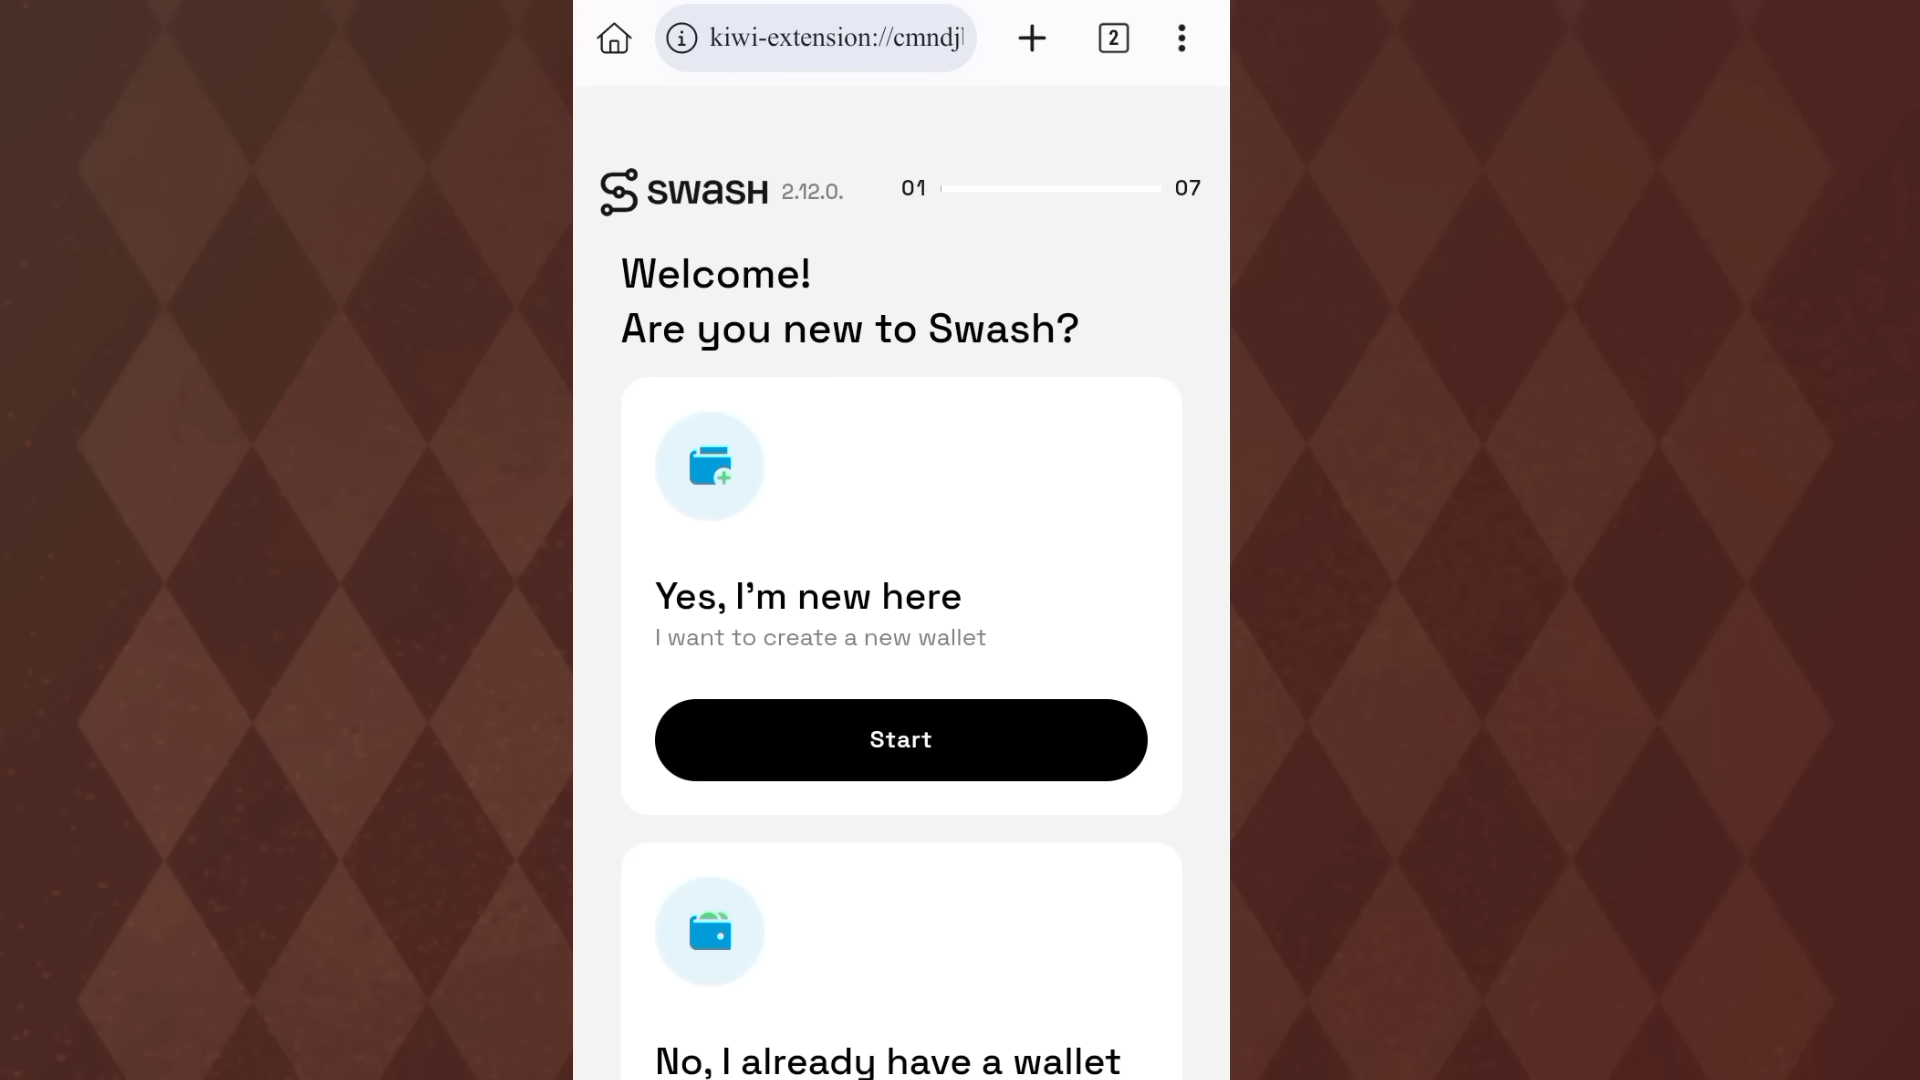 kiwi-extension://cmndj
2
swash 2.12.0.
01
07
Welcome!
Are you new to Swash?
Yes, I'm new here
I want to create a new wallet
Start
No, I already have a wallet